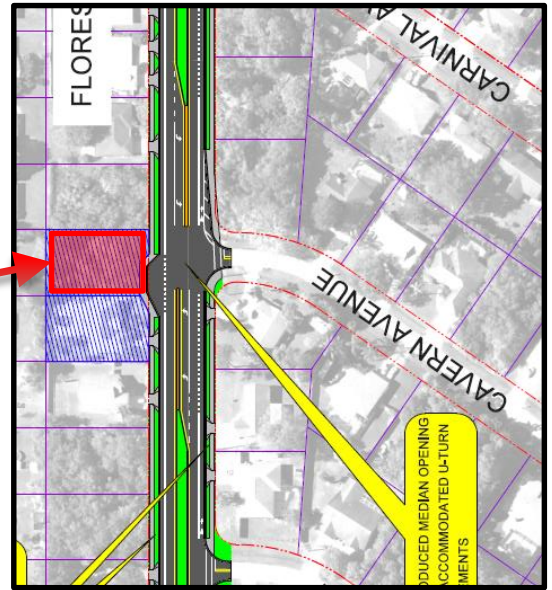 FLORES
CARNIVAL A
CAVERN AVENUE
ODUCED MEDIAN OPENING
ACCOMMODATED U-TURN
EMENTS